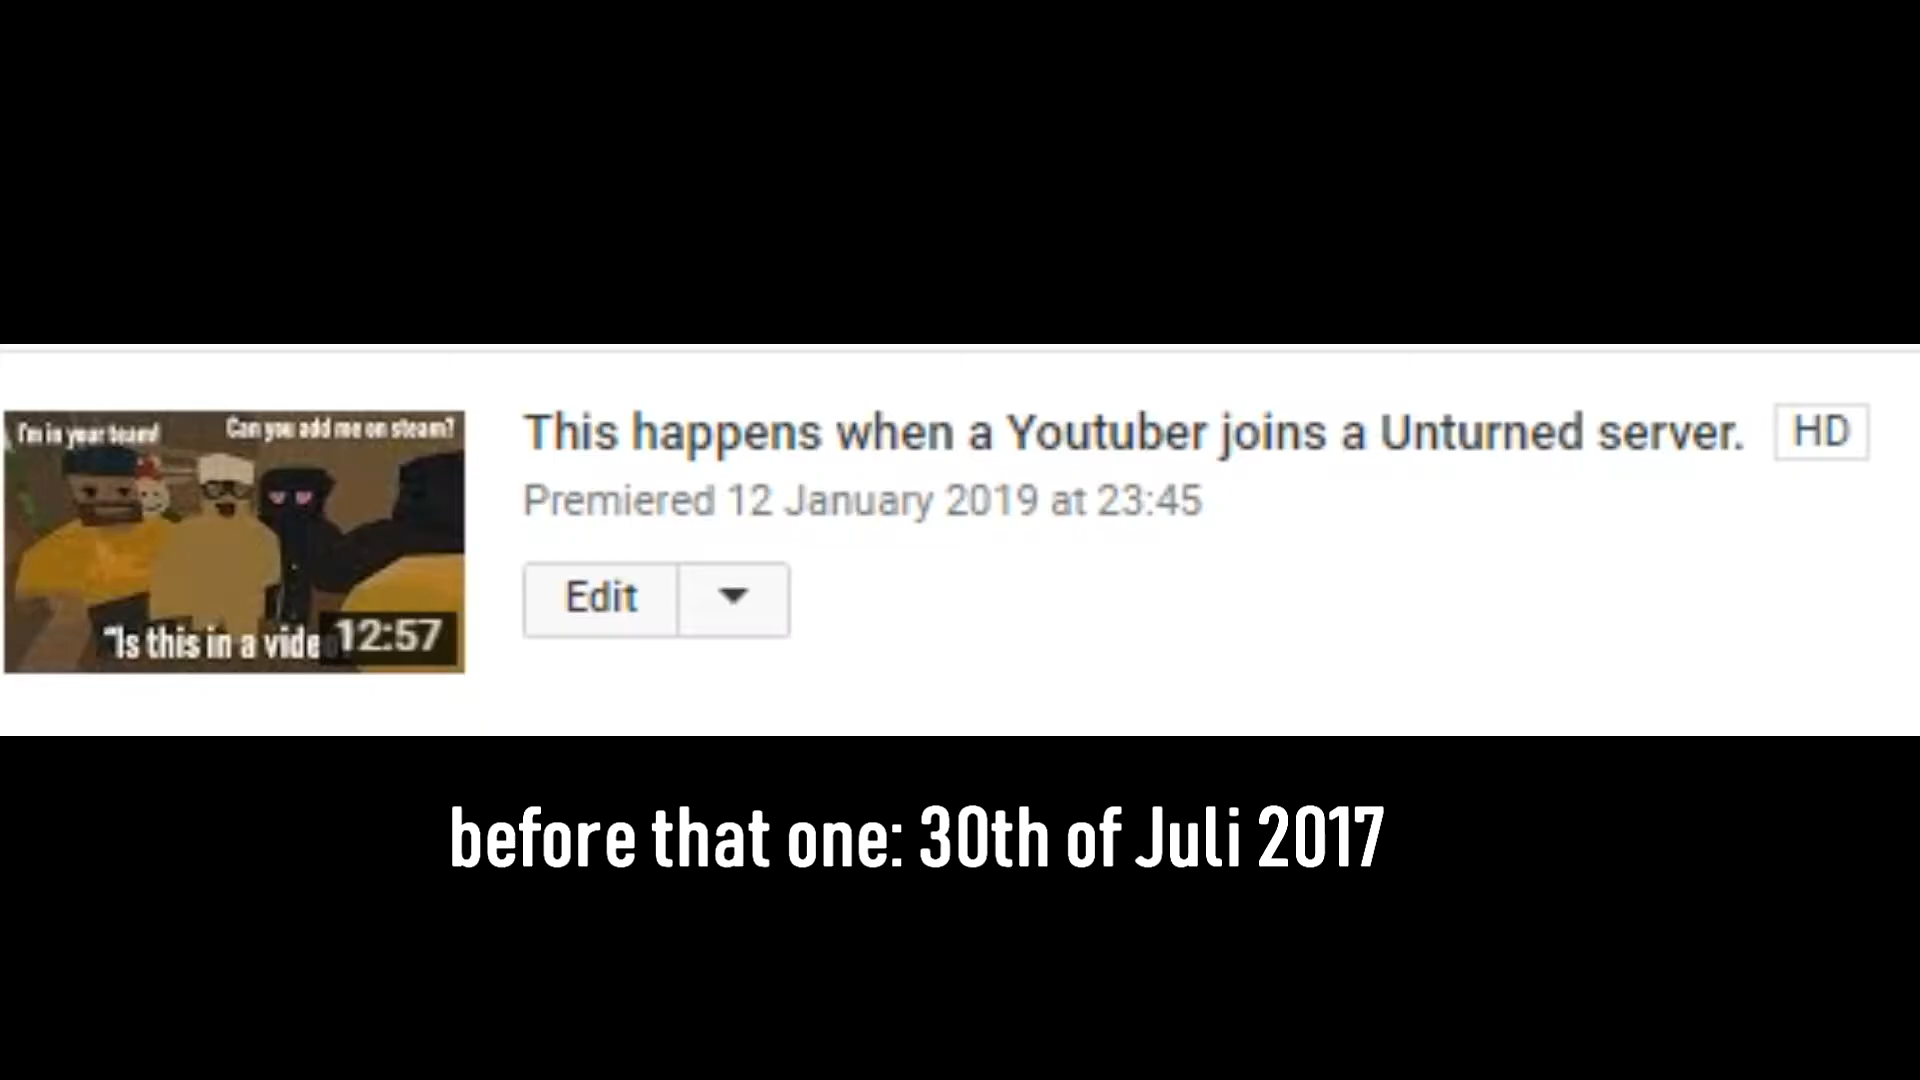 I'm in your team!
Can you add me on steam?
"Is this in a vide
12:57
This happens when a Youtuber joins a Unturned server.
HD
Premiered 12 January 2019 at 23:45
Edit
before that one: 30th of Juli 2017